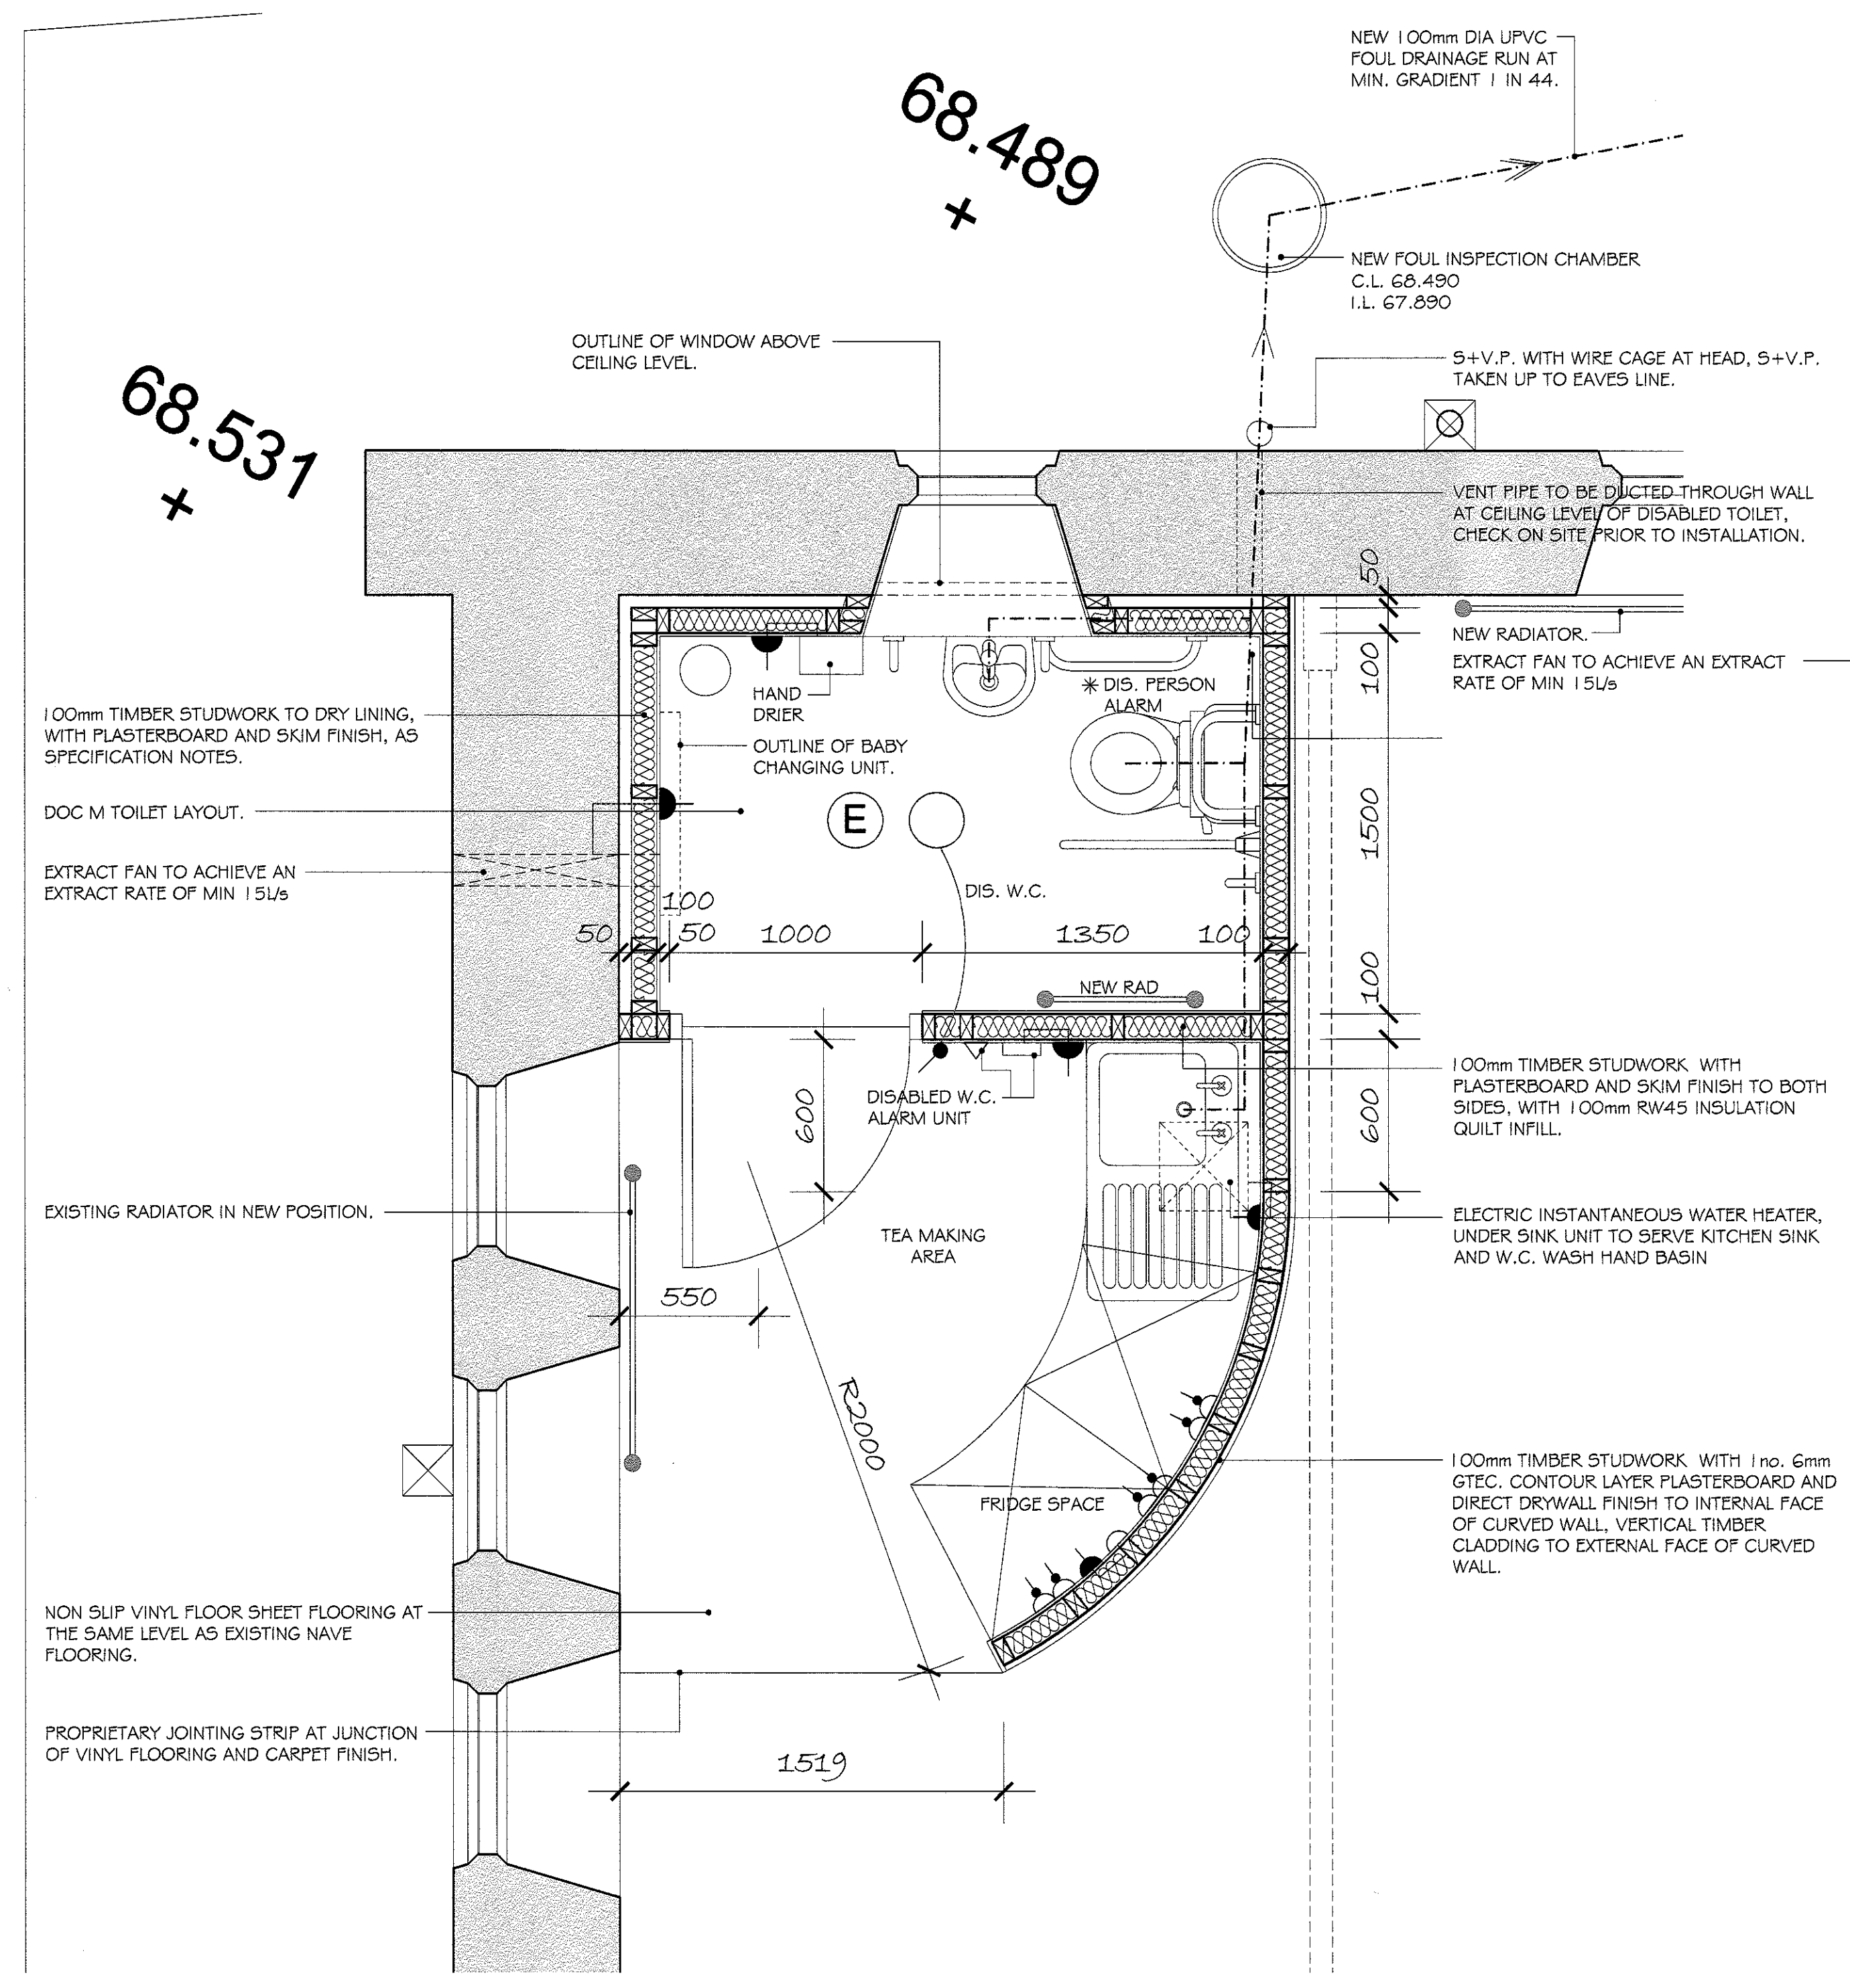 NEW 100mm DIA UPVC
FOUL DRAINAGE RUN AT
MIN. GRADIENT 1 IN 44.
68.489
+
NEW FOUL INSPECTION CHAMBER
C.L. 68.490
I.L. 67.890
OUTLINE OF WINDOW ABOVE
CEILING LEVEL.
S+V.P. WITH WIRE CAGE AT HEAD, S+V.P.
TAKEN UP TO EAVES LINE.
68.531
+
VENT PIPE TO BE DUCTED THROUGH WALL
AT CEILING LEVEL OF DISABLED TOILET,
CHECK ON SITE PRIOR TO INSTALLATION.
50
NEW RADIATOR.
EXTRACT FAN TO ACHIEVE AN EXTRACT
RATE OF MIN 15L/s
100
HAND
DRIER
DIS. PERSON
ALARM
100mm TIMBER STUDWORK TO DRY LINING,
WITH PLASTERBOARD AND SKIM FINISH, AS
SPECIFICATION NOTES.
OUTLINE OF BABY
CHANGING UNIT.
DOC M TOILET LAYOUT.
E
1500
EXTRACT FAN TO ACHIEVE AN
EXTRACT RATE OF MIN 15L/s
DIS. W.C.
100
50
50
1000
1350
100
100
NEW RAD
100mm TIMBER STUDWORK WITH
PLASTERBOARD AND SKIM FINISH TO BOTH
SIDES, WITH 100mm RW45 INSULATION
QUILT INFILL.
DISABLED W.C.
ALARM UNIT
600
600
EXISTING RADIATOR IN NEW POSITION.
TEA MAKING
AREA
ELECTRIC INSTANTANEOUS WATER HEATER,
UNDER SINK UNIT TO SERVE KITCHEN SINK
AND W.C. WASH HAND BASIN
550
R2000
FRIDGE SPACE
100mm TIMBER STUDWORK WITH 1no. 6mm
GTEC. CONTOUR LAYER PLASTERBOARD AND
DIRECT DRYWALL FINISH TO INTERNAL FACE
OF CURVED WALL, VERTICAL TIMBER
CLADDING TO EXTERNAL FACE OF CURVED
WALL.
NON SLIP VINYL FLOOR SHEET FLOORING AT
THE SAME LEVEL AS EXISTING NAVE
FLOORING.
PROPRIETARY JOINTING STRIP AT JUNCTION
OF VINYL FLOORING AND CARPET FINISH.
1519